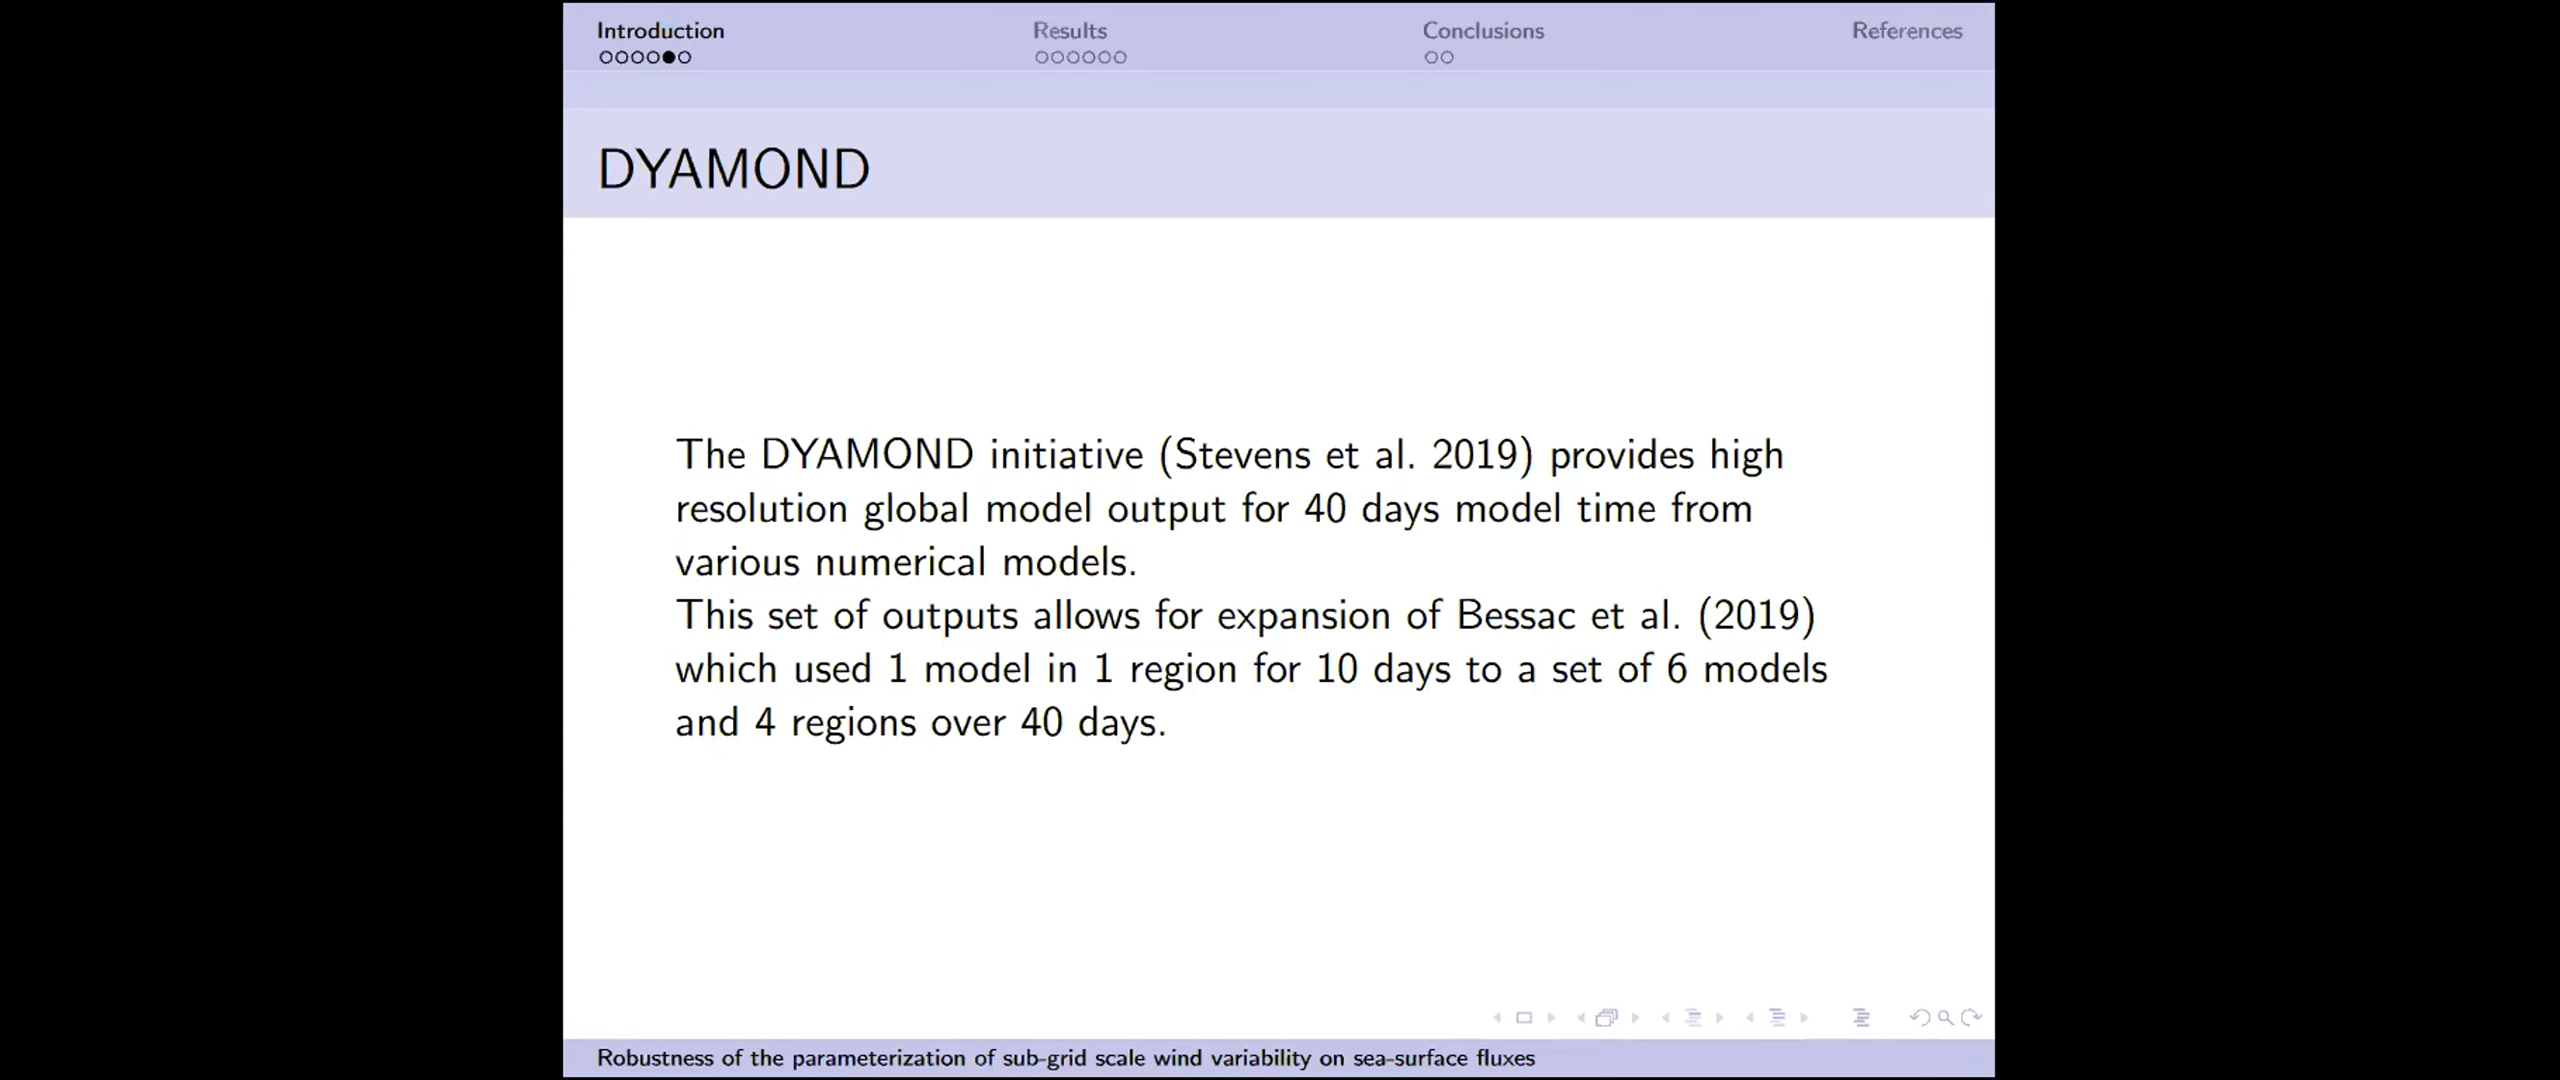 Introduction
Results
Conclusions
References
DYAMOND
The DYAMOND initiative (Stevens et al. 2019) provides high
resolution global model output for 40 days model time from
various numerical models.
This set of outputs allows for expansion of Bessac et al. (2019)
which used 1 model in 1 region for 10 days to a set of 6 models
and 4 regions over 40 days.
Robustness of the parameterization of sub-grid scale wind variability on sea-surface fluxes